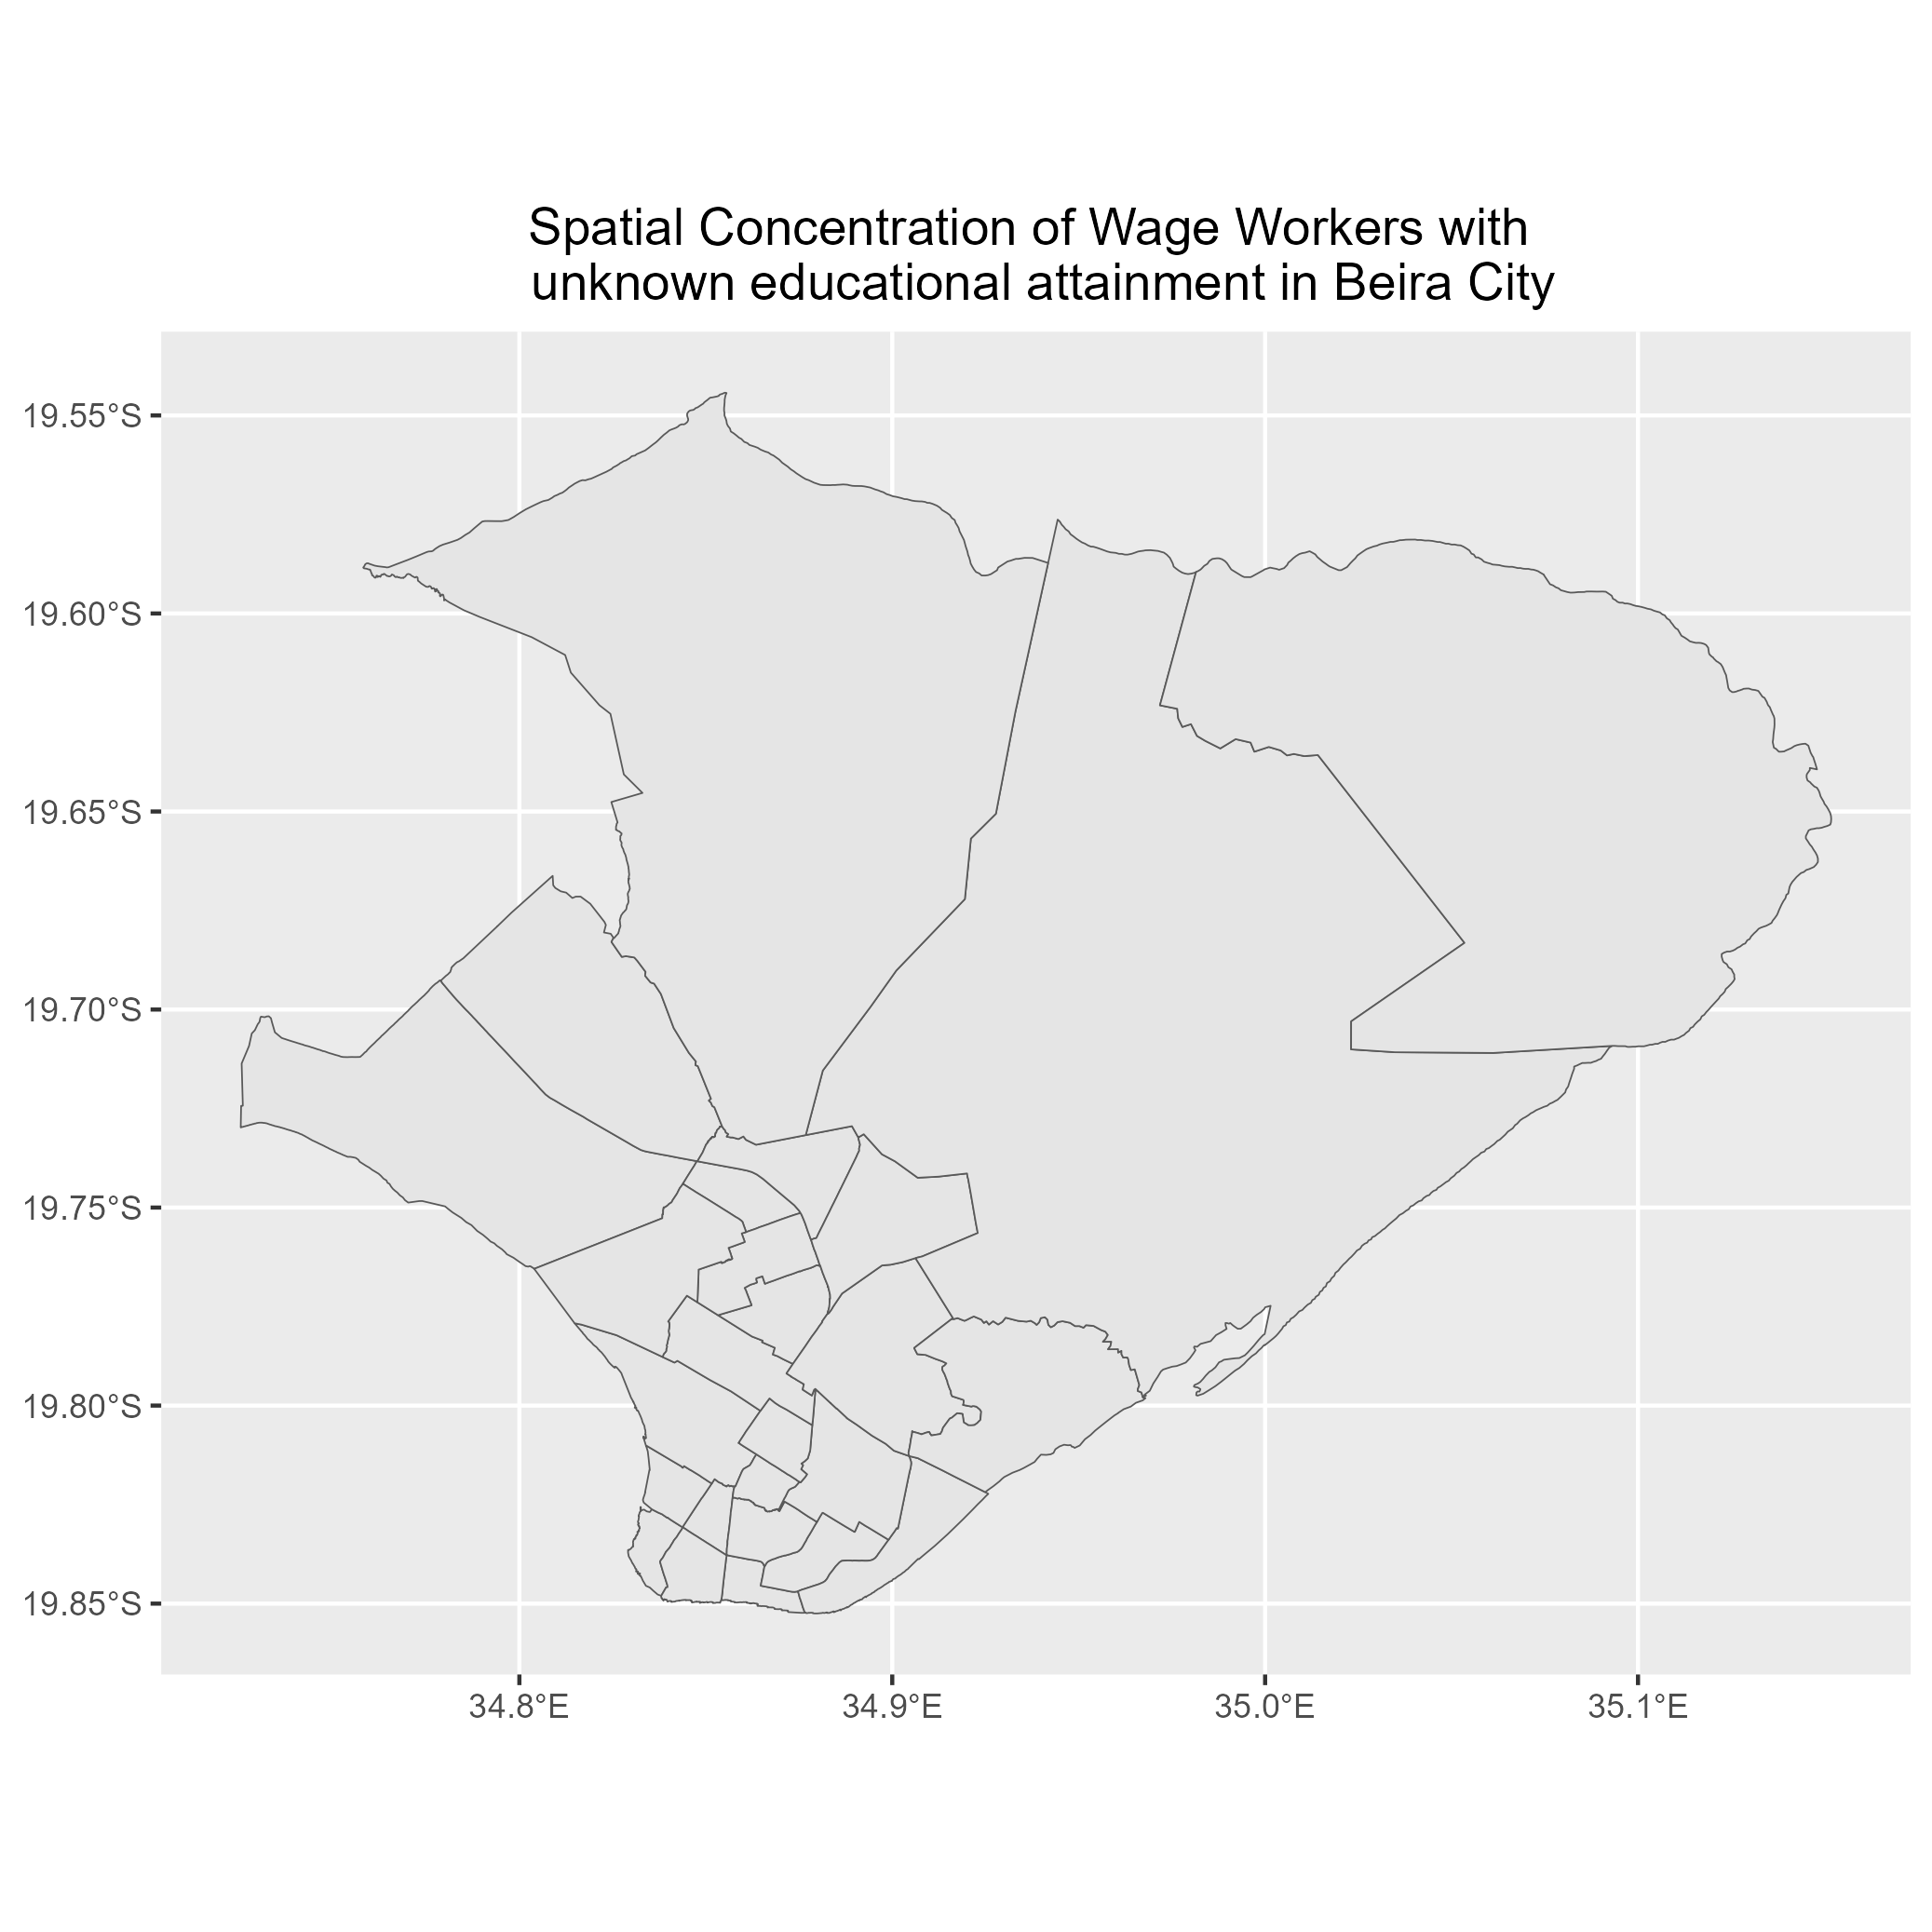 Spatial Concentration of Wage Workers with
unknown educational attainment in Beira City
19.55°S
19.60°S
19.65°S
19.70°S
19.75°S
19.80°S
19.85°S
34.8°E
34.9°E
35.0°E
35.1°E